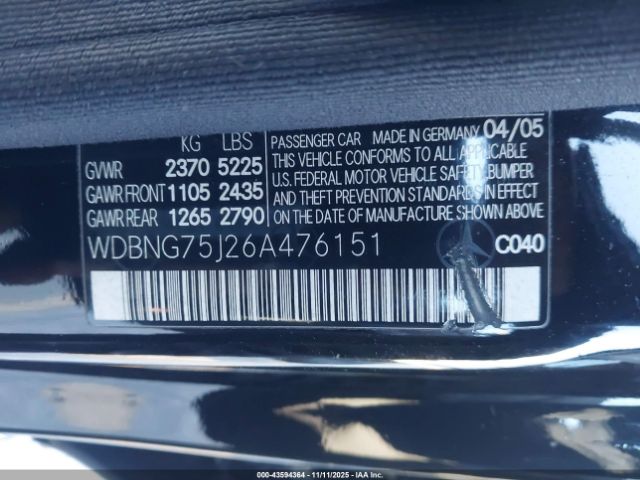 KG LBS
GVWR 2370 5225
GAWR FRONT 1105 2435
GAWR REAR 1265 2790
PASSENGER CAR MADE IN GERMANY 04/05
THIS VEHICLE CONFORMS TO ALL APPLICABLE
U.S. FEDERAL MOTOR VEHICLE SAFETY, BUMPER
AND THEFT PREVENTION STANDARDS IN EFFECT
ON THE DATE OF MANUFACTURE SHOWN ABOVE.
WDBNG75J26A476151
C040
000-43594364 - 11/11/2025 - IAA Inc.